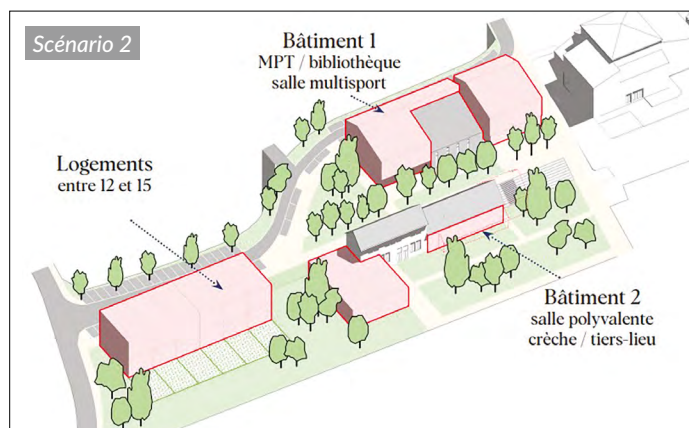 Scénario 2
Bâtiment 1
MPT / bibliothèque
salle multisport
Logements
entre 12 et 15
Bâtiment 2
salle polyvalente
crèche / tiers-lieu